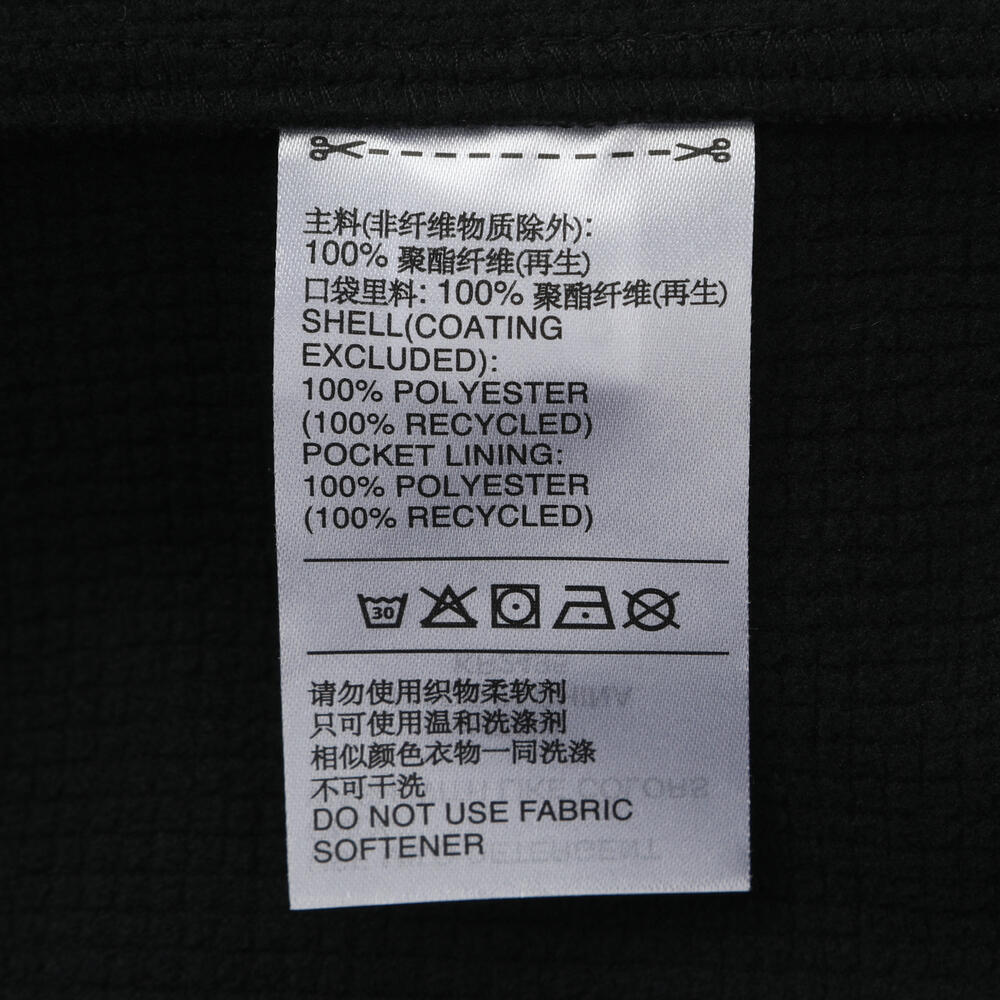 主料(非纤维物质除外):
100% 聚酯纤维(再生)
口袋里料: 100% 聚酯纤维(再生)
SHELL(COATING
EXCLUDED):
100% POLYESTER
(100% RECYCLED)
POCKET LINING:
100% POLYESTER
(100% RECYCLED)
30
请勿使用织物柔软剂
只可使用温和洗涤剂
相似颜色衣物一同洗涤
不可干洗
DO NOT USE FABRIC
SOFTENER